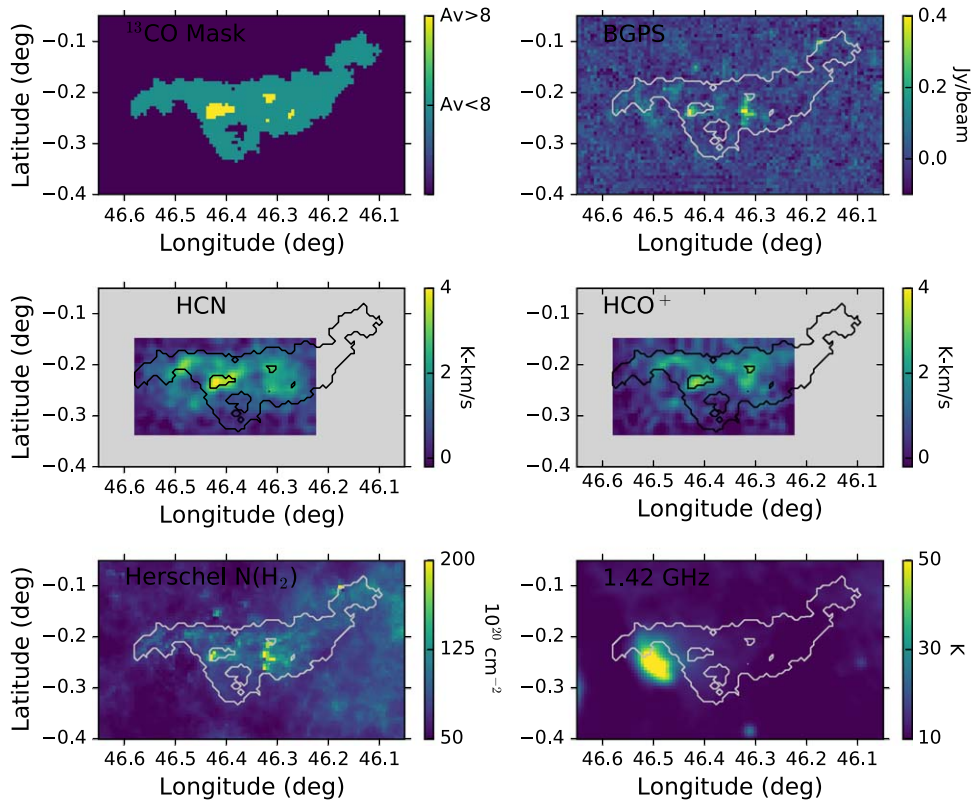 ¹³CO Mask
Latitude (deg)
−0.1
−0.2
−0.3
−0.4
46.6 46.5 46.4 46.3 46.2 46.1
Longitude (deg)
Av>8
Av<8
BGPS
−0.1
−0.2
−0.3
−0.4
46.6 46.5 46.4 46.3 46.2 46.1
Longitude (deg)
0.4
0.2
0.0
Jy/beam
HCN
Latitude (deg)
−0.1
−0.2
−0.3
−0.4
46.6 46.5 46.4 46.3 46.2 46.1
Longitude (deg)
4
2
0
K-km/s
HCO⁺
−0.1
−0.2
−0.3
−0.4
46.6 46.5 46.4 46.3 46.2 46.1
Longitude (deg)
4
2
0
K-km/s
Herschel N(H₂)
Latitude (deg)
−0.1
−0.2
−0.3
−0.4
46.6 46.5 46.4 46.3 46.2 46.1
Longitude (deg)
200
125
50
10²⁰ cm⁻²
1.42 GHz
−0.1
−0.2
−0.3
−0.4
46.6 46.5 46.4 46.3 46.2 46.1
Longitude (deg)
50
30
10
K